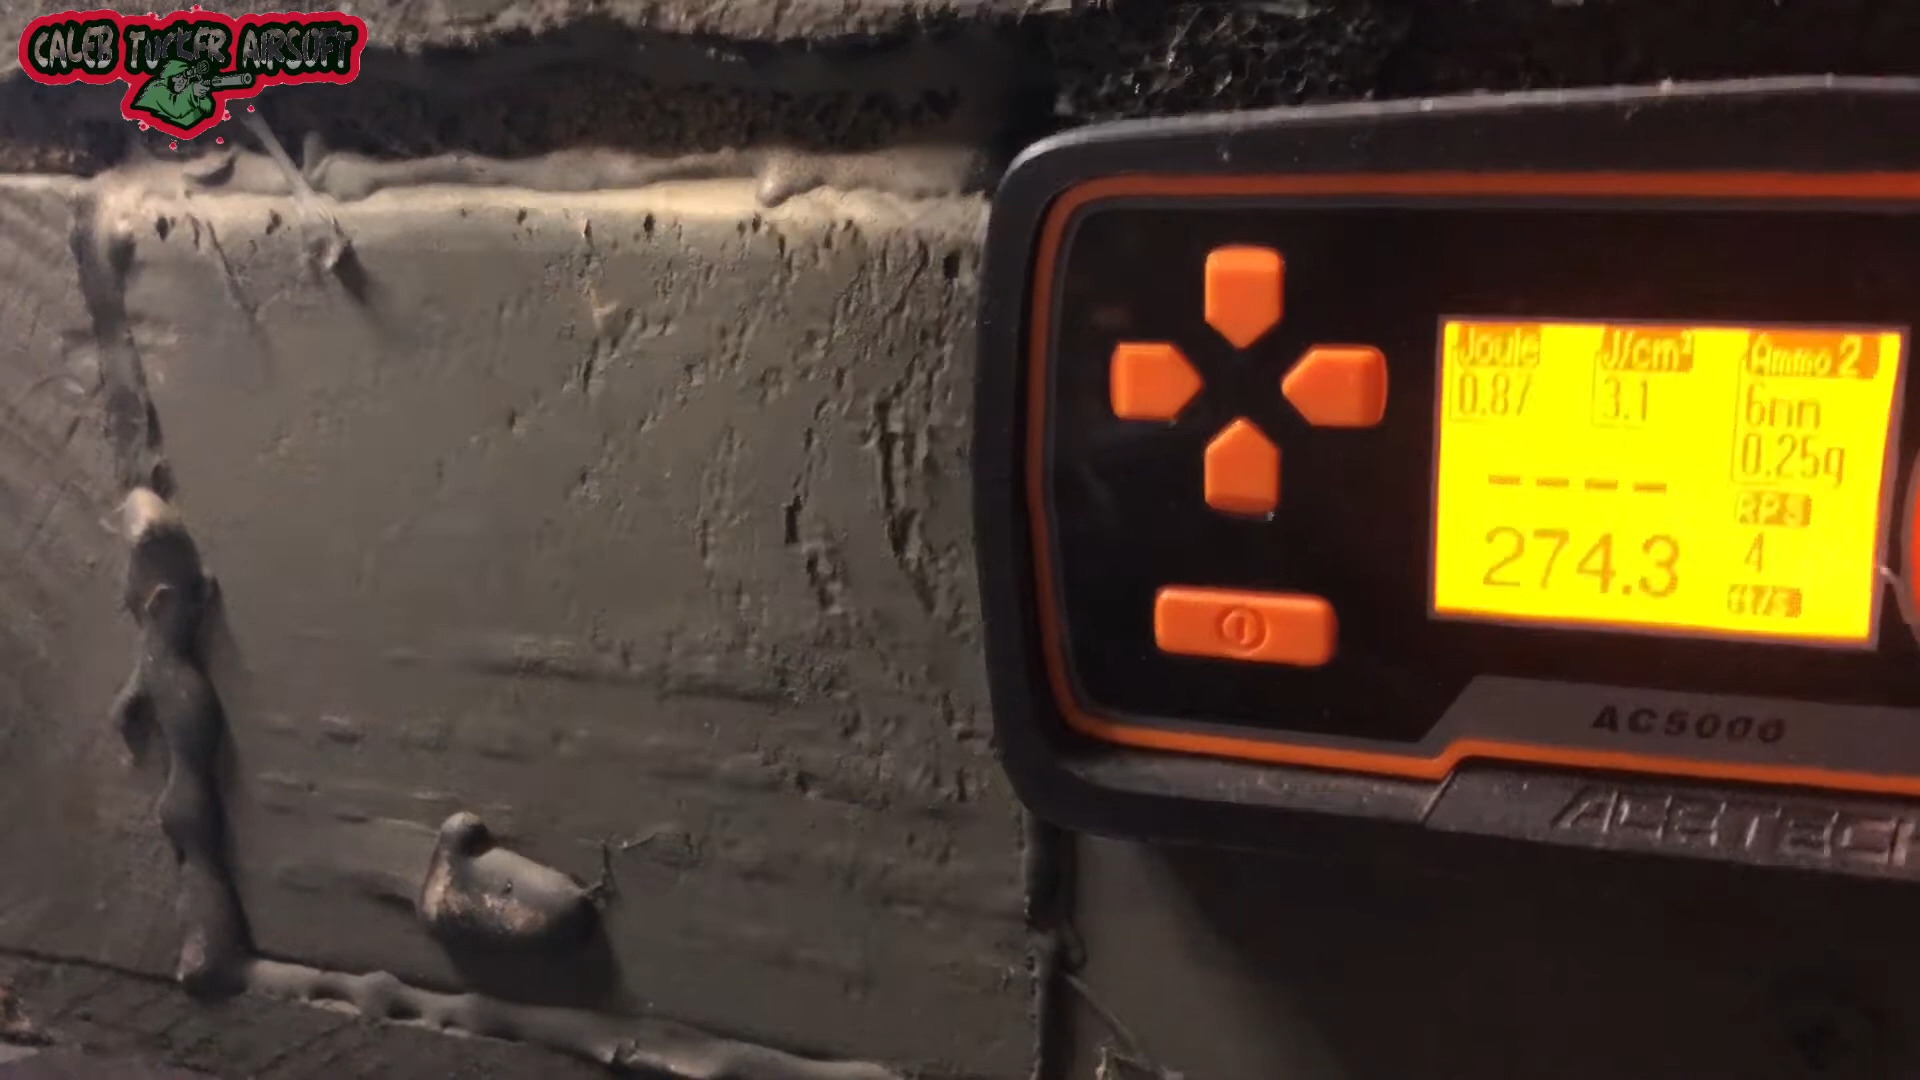 CALEB TUCKER AIRSOFT
Joule J/cm² Ammo 2
0.87 3.1 6mm
0.25g
- - - -
RPS
274.3 4
AC5000
ACETECH